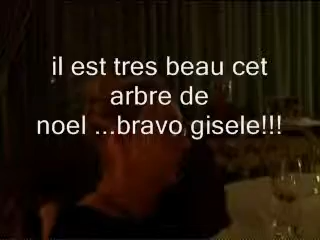 il est tres beau cet
arbre de
noel ...bravo gisele!!!